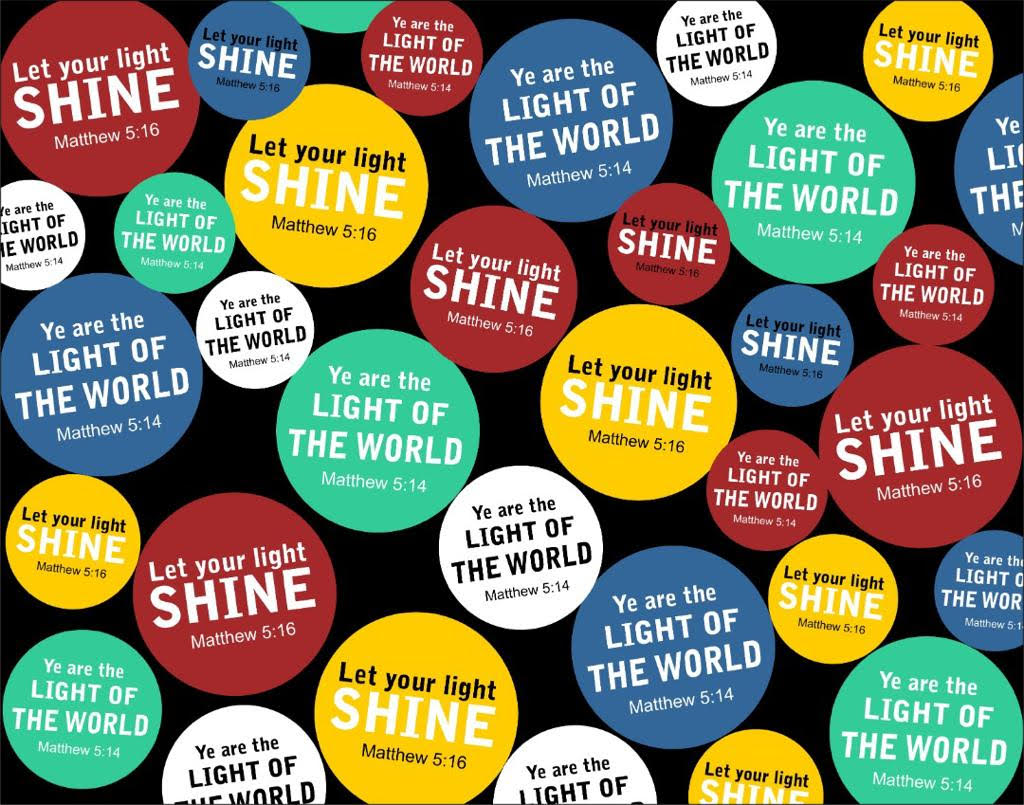 Let your light
SHINE
Matthew 5:16
Let your light
SHINE
Matthew 5:16
Ye are the
LIGHT OF
THE WORLD
Matthew 5:14
Ye are the
LIGHT OF
THE WORLD
Matthew 5:14
Ye are the
LIGHT OF
THE WORLD
Matthew 5:14
Let your light
SHINE
Matthew 5:16
Let your light
SHINE
Matthew 5:16
Ye are the
LIGHT OF
THE WORLD
Matthew 5:14
Ye
LI
THE
M
Ye are the
LIGHT OF
THE WORLD
Matthew 5:14
Ye are the
LIGHT OF
THE WORLD
Matthew 5:14
Let your light
SHINE
Matthew 5:16
Let your light
SHINE
Matthew 5:16
Ye are the
LIGHT OF
THE WORLD
Matthew 5:14
Ye are the
LIGHT OF
THE WORLD
Matthew 5:14
Ye are the
LIGHT OF
THE WORLD
Matthew 5:14
Ye are the
LIGHT OF
THE WORLD
Matthew 5:14
Let your light
SHINE
Matthew 5:16
Let your light
SHINE
Matthew 5:16
Let your light
SHINE
Matthew 5:16
Ye are the
LIGHT OF
THE WORLD
Matthew 5:14
Let your light
SHINE
Matthew 5:16
Let your light
SHINE
Matthew 5:16
Ye are the
LIGHT OF
THE WORLD
Matthew 5:14
Ye are the
LIGHT OF
THE WORLD
Matthew 5:14
Let your light
SHINE
Matthew 5:16
Ye are th
LIGHT O
THE WOR
Matthew 5:1
Ye are the
LIGHT OF
THE WORLD
Matthew 5:14
Ye are the
LIGHT OF
THE WORLD
Let your light
SHINE
Matthew 5:16
Ye are the
LIGHT OF
Let your light
SHINE
Ye are the
LIGHT OF
THE WORLD
Matthew 5:14